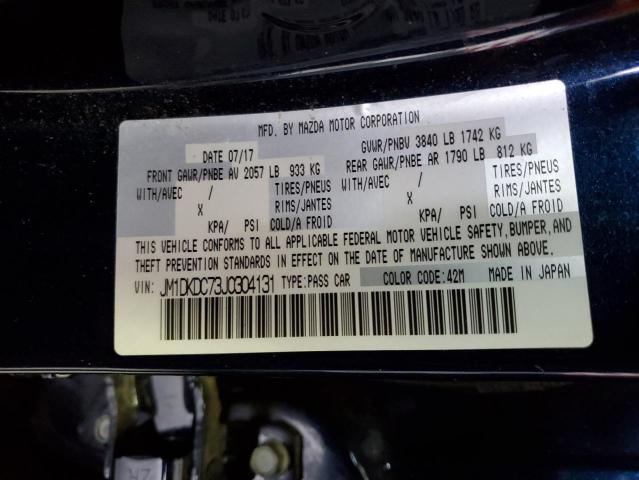 MFD. BY MAZDA MOTOR CORPORATION
DATE 07/17 GVWR/PNBV 3840 LB 1742 KG
FRONT GAWR/PNBE AV 2057 LB 933 KG REAR GAWR/PNBE AR 1790 LB 812 KG
WITH/AVEC / TIRES/PNEUS WITH/AVEC / TIRES/PNEUS
X RIMS/JANTES X RIMS/JANTES
KPA/ PSI COLD/A FROID KPA/ PSI COLD/A FROID
THIS VEHICLE CONFORMS TO ALL APPLICABLE FEDERAL MOTOR VEHICLE SAFETY, BUMPER, AND
THEFT PREVENTION STANDARDS IN EFFECT ON THE DATE OF MANUFACTURE SHOWN ABOVE.
VIN: JM1DKDC73J0304131 TYPE: PASS CAR COLOR CODE: 42M MADE IN JAPAN